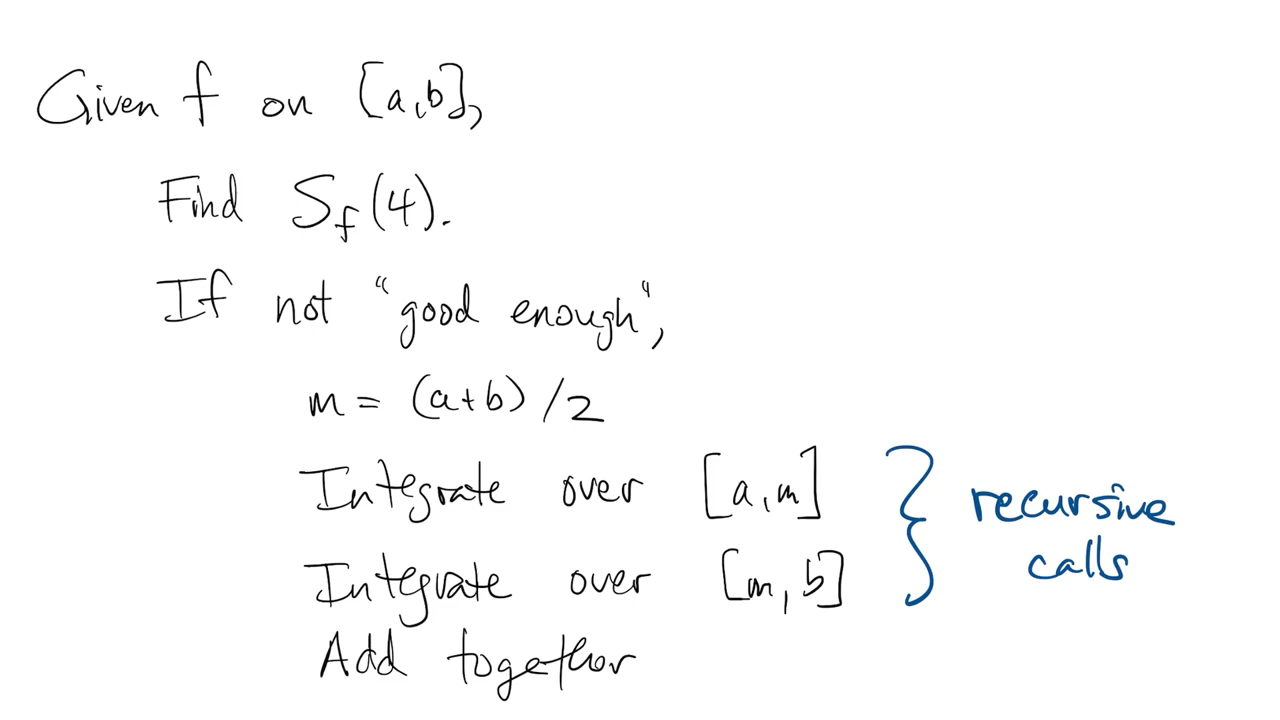 Given f on [a,b],
Find S_f(4).
If not “good enough”,
m = (a+b)/2
Integrate over [a,m]
Integrate over [m,b]
Add together
recursive
calls